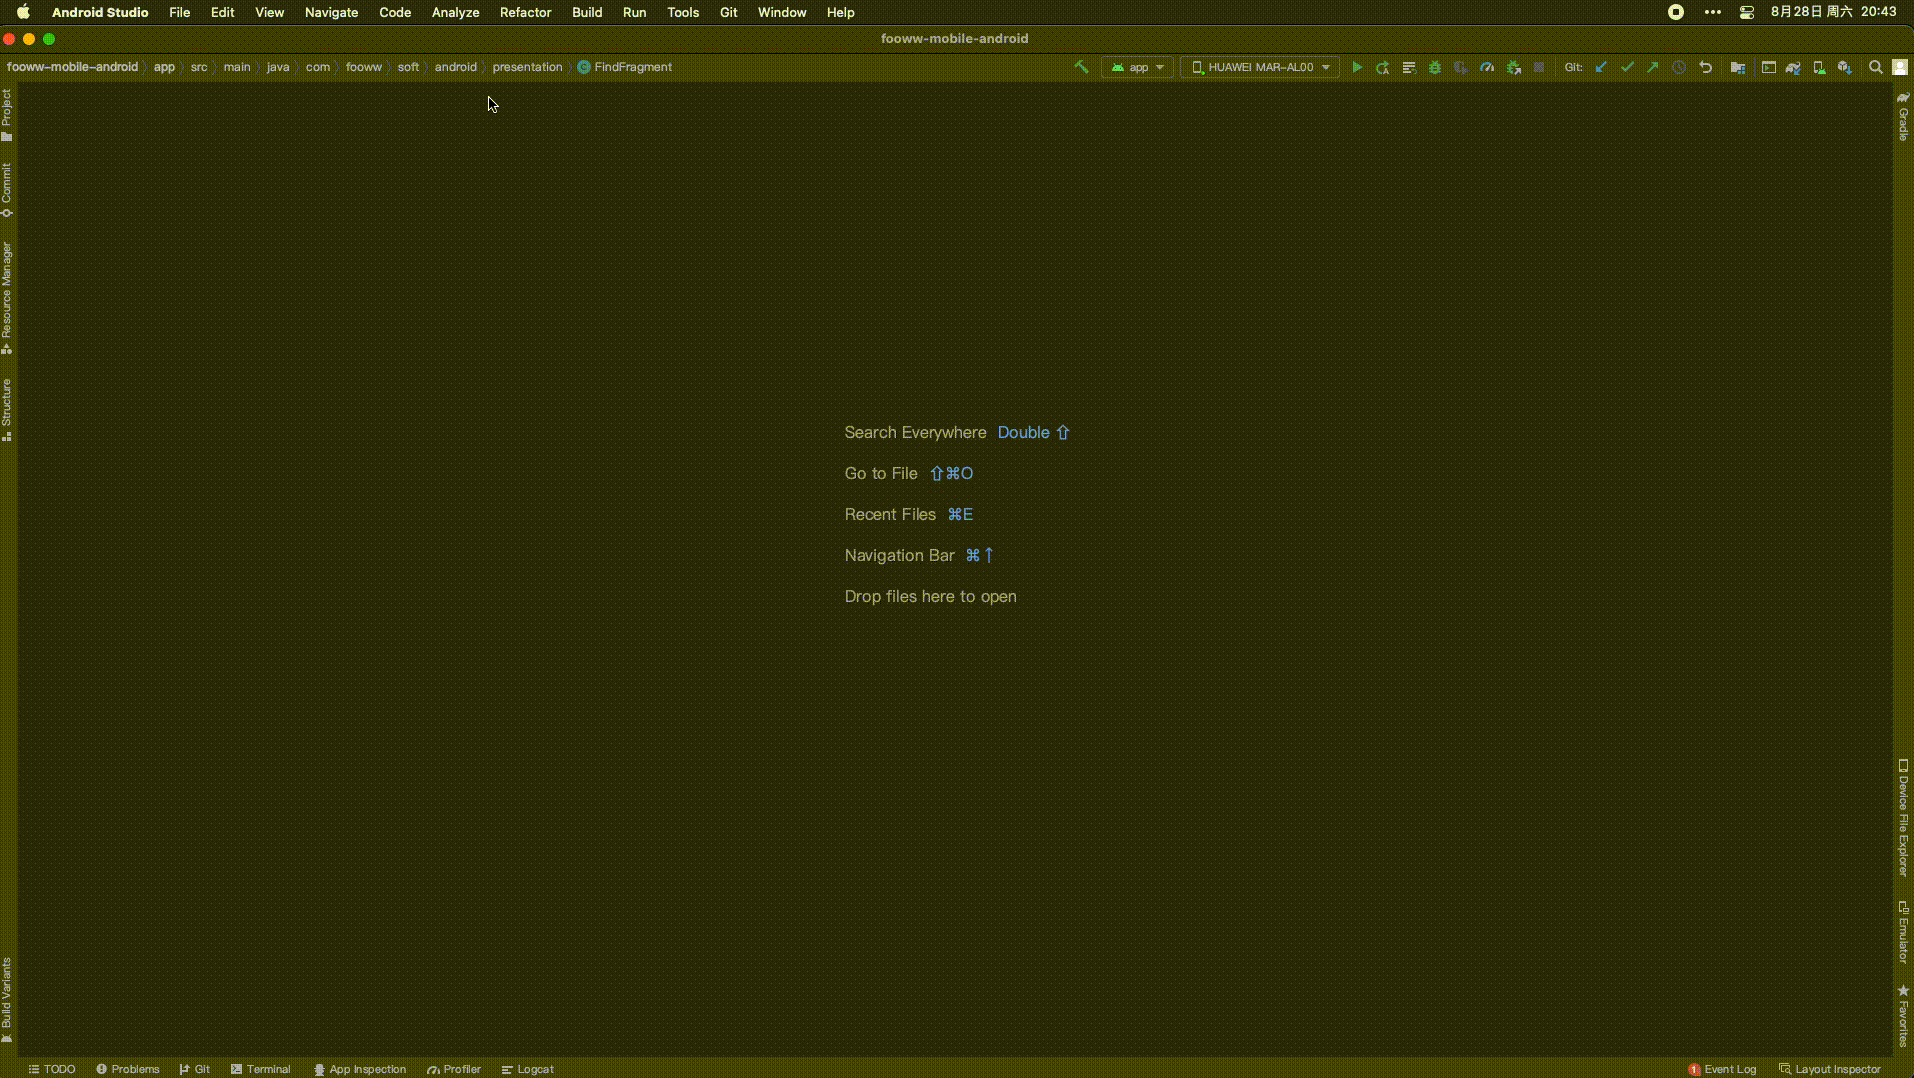 Android Studio File Edit View Navigate Code Analyze Refactor Build Run Tools Git Window Help 8月28日 周六 20:43
fooww-mobile-android
fooww-mobile-android app src main java com fooww soft android presentation C FindFragment app HUAWEI MAR-AL00 Git:
Project
Commit
Resource Manager
Structure
Build Variants
Search Everywhere Double ⇧
Go to File ⇧⌘O
Recent Files ⌘E
Navigation Bar ⌘↑
Drop files here to open
Gradle
Device File Explorer
Emulator
Favorites
TODO Problems Git Terminal App Inspection Profiler Logcat 1 Event Log Layout Inspector